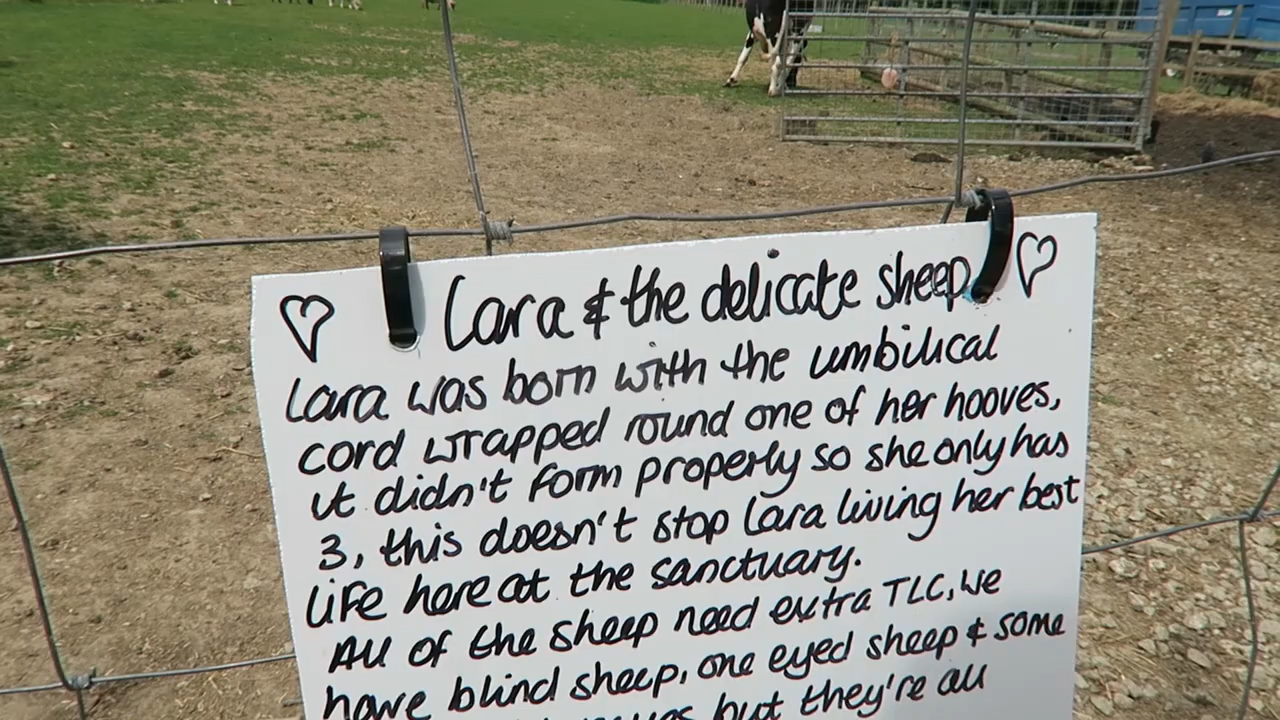 Lara & the delicate sheep
Lara was born with the umbilical
cord wrapped round one of her hooves,
it didn't form properly so she only has
3, this doesn't stop Lara living her best
life here at the sanctuary.
All of the sheep need extra TLC, we
have blind sheep, one eyed sheep & some
but they're all